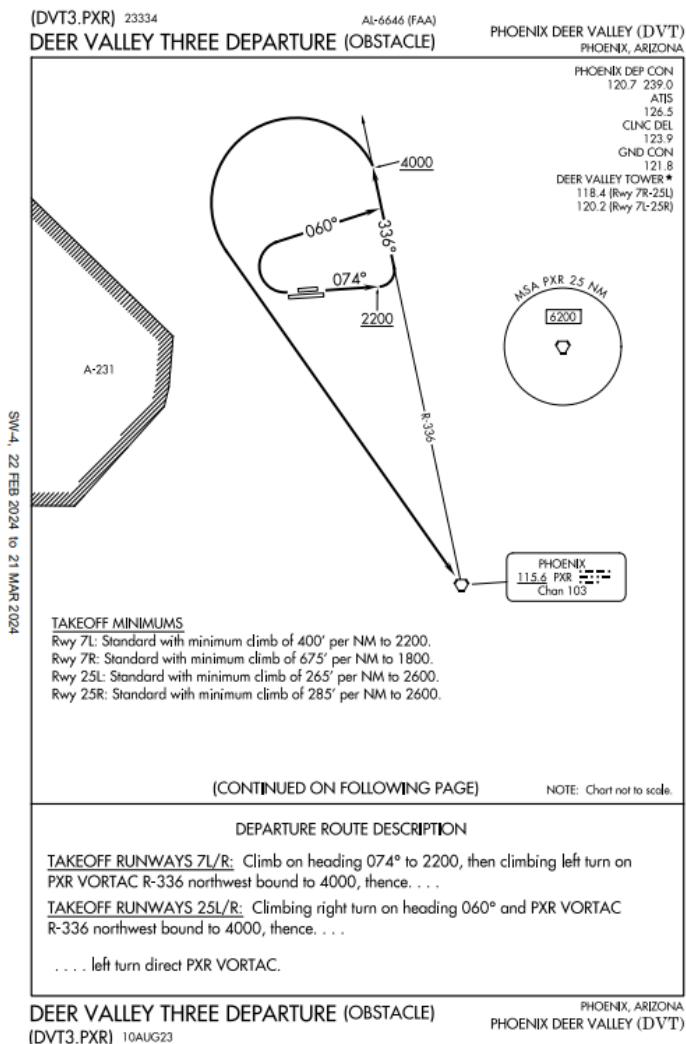 (DVT3.PXR) 23334
AL-6646 (FAA)
DEER VALLEY THREE DEPARTURE (OBSTACLE)
PHOENIX DEER VALLEY (DVT)
PHOENIX, ARIZONA
PHOENIX DEP CON
120.7 239.0
ATIS
126.5
CLNC DEL
123.9
GND CON
121.8
DEER VALLEY TOWER*
118.4 (Rwy 7R-25L)
120.2 (Rwy 7L-25R)
4000
060°
336°
074°
2200
MSA PXR 25 NM
6200
A-231
R-336
SW-4, 22 FEB 2024 to 21 MAR 2024
PHOENIX
115.6 PXR
Chan 103
TAKEOFF MINIMUMS
Rwy 7L: Standard with minimum climb of 400' per NM to 2200.
Rwy 7R: Standard with minimum climb of 675' per NM to 1800.
Rwy 25L: Standard with minimum climb of 265' per NM to 2600.
Rwy 25R: Standard with minimum climb of 285' per NM to 2600.
(CONTINUED ON FOLLOWING PAGE)
NOTE: Chart not to scale.
DEPARTURE ROUTE DESCRIPTION
TAKEOFF RUNWAYS 7L/R: Climb on heading 074° to 2200, then climbing left turn on
PXR VORTAC R-336 northwest bound to 4000, thence. . . .
TAKEOFF RUNWAYS 25L/R: Climbing right turn on heading 060° and PXR VORTAC
R-336 northwest bound to 4000, thence. . . .
. . . . left turn direct PXR VORTAC.
DEER VALLEY THREE DEPARTURE (OBSTACLE)
(DVT3.PXR) 10AUG23
PHOENIX, ARIZONA
PHOENIX DEER VALLEY (DVT)